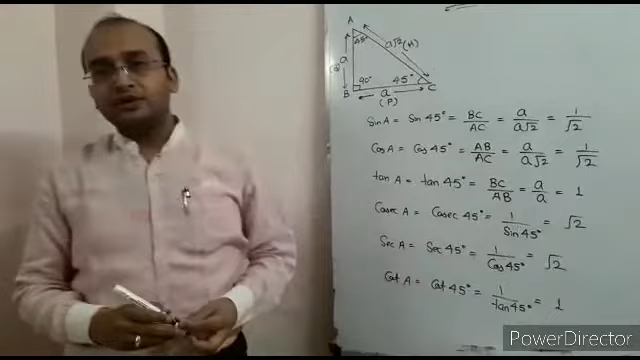 A
45°
a√2 (H)
a
90°
45°
B
a
C
(P)
Sin A = Sin 45° = BC/AC = a/a√2 = 1/√2
Cos A = Cos 45° = AB/AC = a/a√2 = 1/√2
tan A = tan 45° = BC/AB = a/a = 1
Cosec A = Cosec 45° = 1/Sin 45° = √2
Sec A = Sec 45° = 1/Cos 45° = √2
Cot A = Cot 45° = 1/tan 45° = 1
PowerDirector